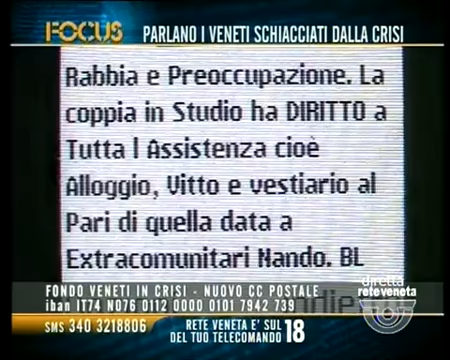 FOCUS PARLANO I VENETI SCHIACCIATI DALLA CRISI
Rabbia e Preoccupazione. La
coppia in Studio ha DIRITTO a
Tutta l Assistenza cioè
Alloggio, Vitto e vestiario al
Pari di quella data a
Extracomunitari Nando. BL
diretta
reteveneta
FONDO VENETI IN CRISI - NUOVO CC POSTALE
iban IT74 N076 0112 0000 0101 7942 739
SMS 340 3218806
RETE VENETA E' SUL
DEL TUO TELECOMANDO 18